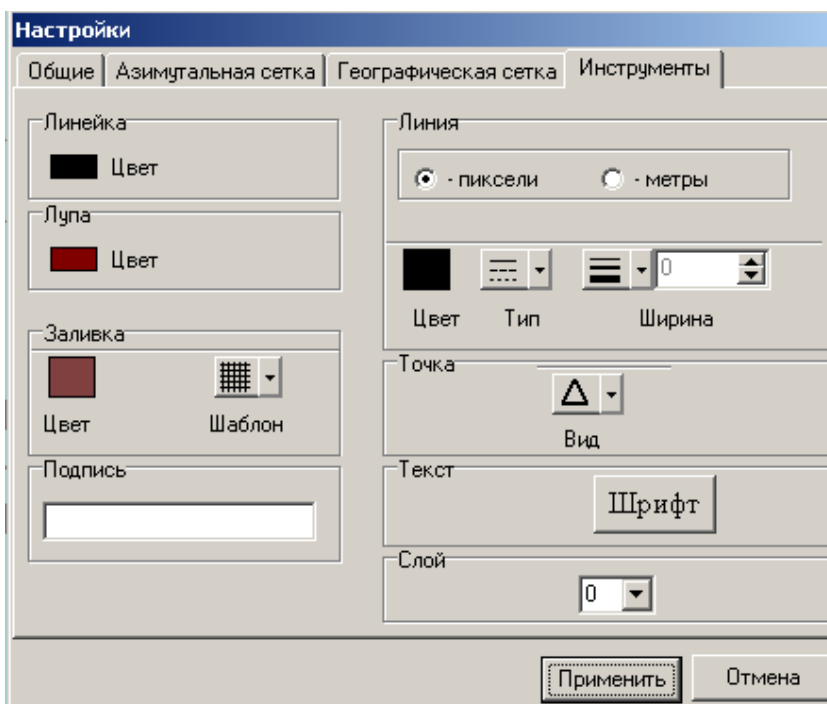 Настройки
Общие Азимутальная сетка Географическая сетка Инструменты
Линейка
Цвет
Лупа
Цвет
Заливка
Цвет Шаблон
Подпись
Линия
- пиксели - метры
0
Цвет Тип Ширина
Точка
Вид
Текст
Шрифт
Слой
0
Применить Отмена